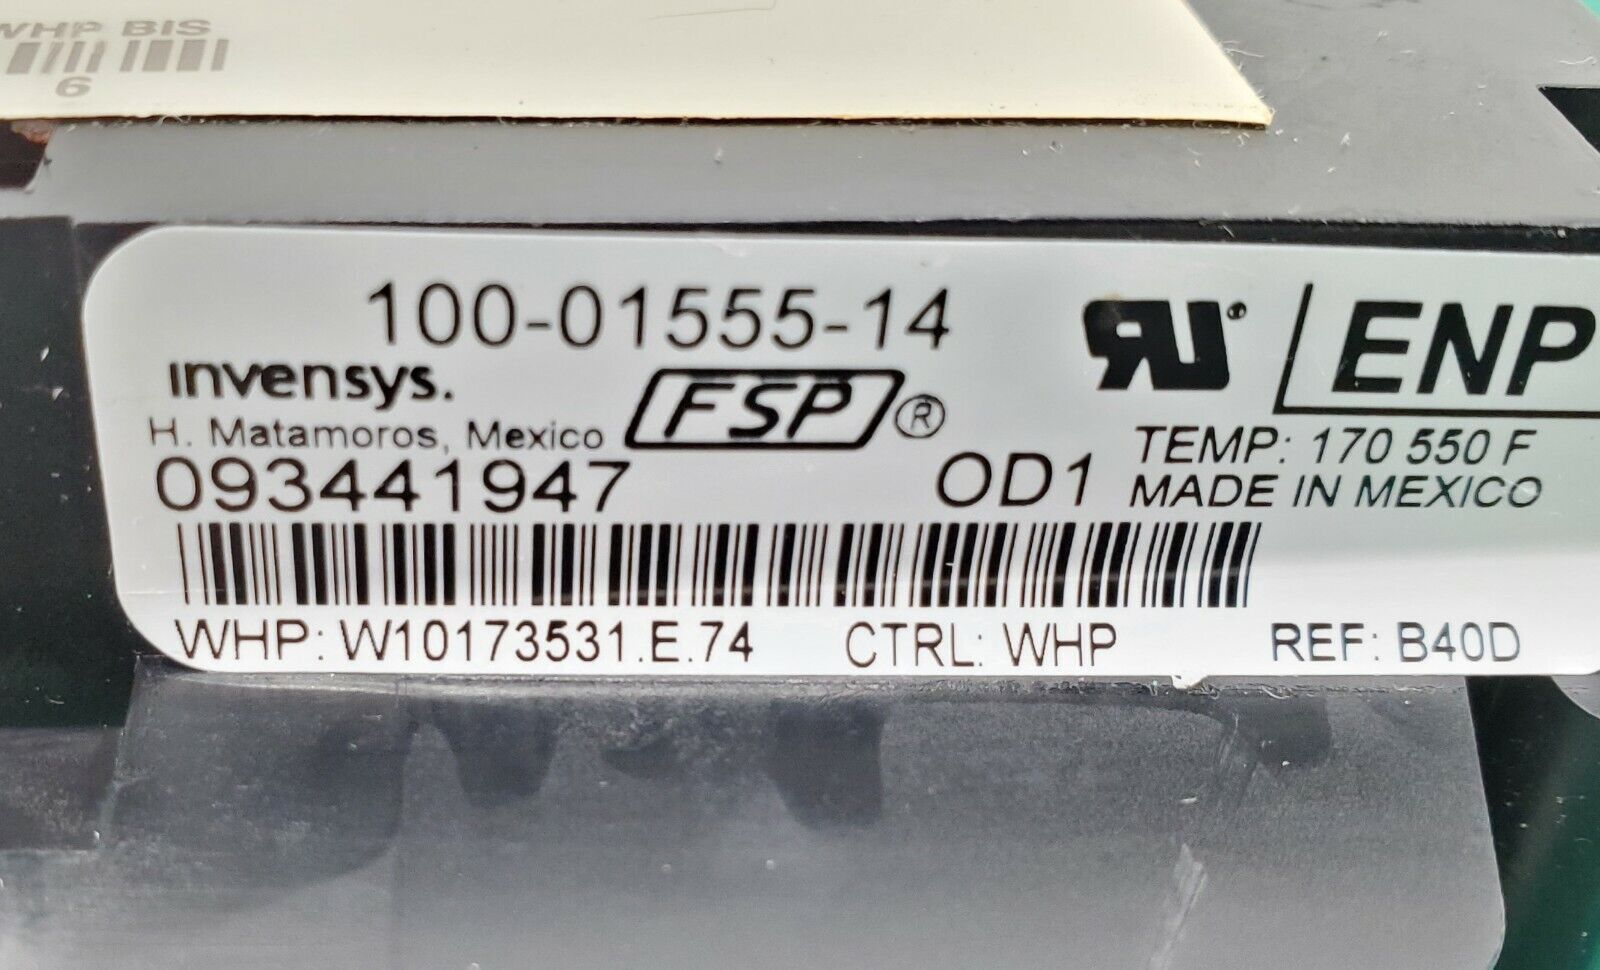 WHP BIS
6
100-01555-14
invensys.
H. Matamoros, Mexico
FSP®
093441947
OD1
RU
ENP
TEMP: 170 550 F
MADE IN MEXICO
WHP: W10173531.E.74 CTRL: WHP REF: B40D